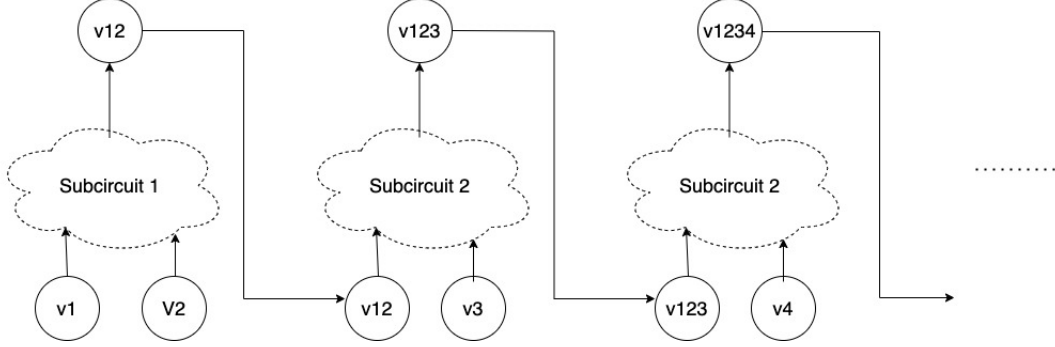 v12
v123
v1234
Subcircuit 1
Subcircuit 2
Subcircuit 2
v1
V2
v12
v3
v123
v4